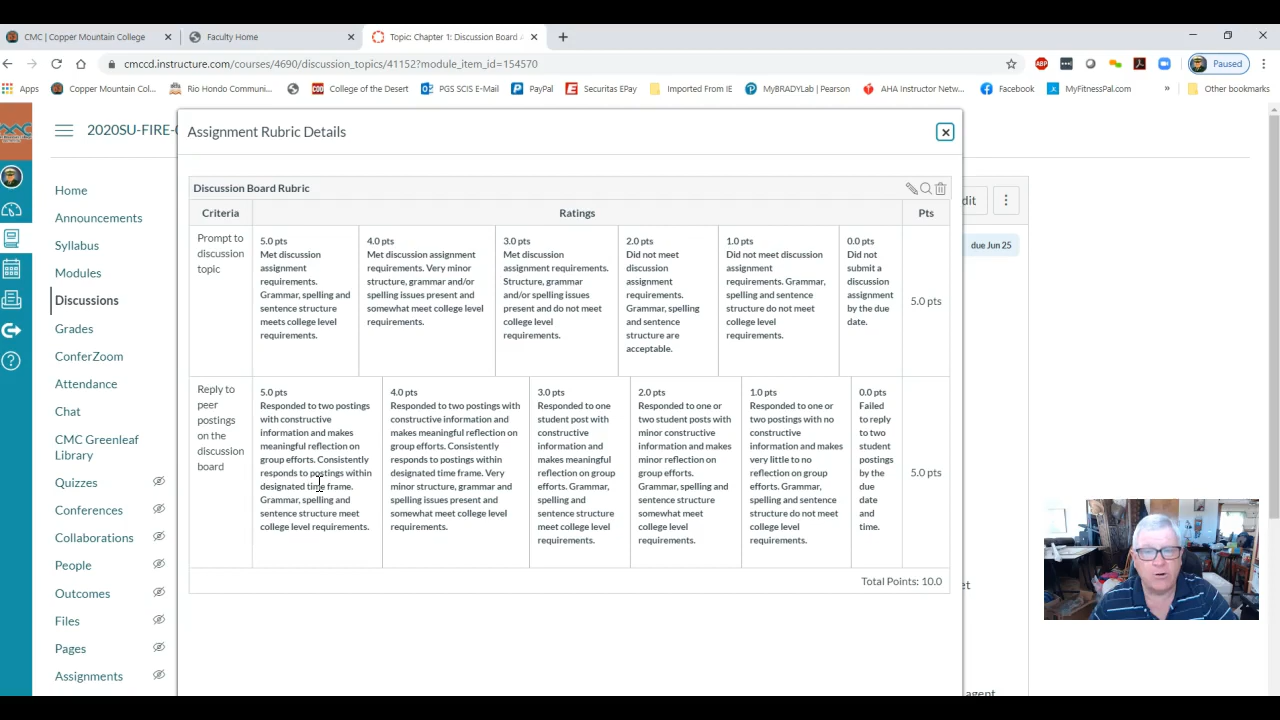 CMC | Copper Mountain College
Faculty Home
Topic: Chapter 1: Discussion Board
cmccd.instructure.com/courses/4690/discussion_topics/41152?module_item_id=154570
ABP
Paused
Apps
Copper Mountain Col...
Rio Hondo Communi...
COD
College of the Desert
PGS SCIS E-Mail
PayPal
Securitas EPay
Imported From IE
MyBRADYLab | Pearson
AHA Instructor Netw...
Facebook
MyFitnessPal.com
»
Other bookmarks
2020SU-FIRE-
Assignment Rubric Details
Home
Announcements
Syllabus
Modules
Discussions
Grades
ConferZoom
Attendance
Chat
CMC Greenleaf
Library
Quizzes
Conferences
Collaborations
People
Outcomes
Files
Pages
Assignments
Discussion Board Rubric
Criteria
Ratings
Pts
Prompt to
discussion
topic
5.0 pts
Met discussion
assignment
requirements.
Grammar, spelling and
sentence structure
meets college level
requirements.
4.0 pts
Met discussion assignment
requirements. Very minor
structure, grammar and/or
spelling issues present and
somewhat meet college level
requirements.
3.0 pts
Met discussion
assignment requirements.
Structure, grammar
and/or spelling issues
present and do not meet
college level
requirements.
2.0 pts
Did not meet
discussion
assignment
requirements.
Grammar, spelling
and sentence
structure are
acceptable.
1.0 pts
Did not meet discussion
assignment
requirements. Grammar,
spelling and sentence
structure do not meet
college level
requirements.
0.0 pts
Did not
submit a
discussion
assignment
by the due
date.
5.0 pts
Reply to
peer
postings
on the
discussion
board
5.0 pts
Responded to two postings
with constructive
information and makes
meaningful reflection on
group efforts. Consistently
responds to postings within
designated time frame.
Grammar, spelling and
sentence structure meet
college level requirements.
4.0 pts
Responded to two postings with
constructive information and
makes meaningful reflection on
group efforts. Consistently
responds to postings within
designated time frame. Very
minor structure, grammar and
spelling issues present and
somewhat meet college level
requirements.
3.0 pts
Responded to one
student post with
constructive
information and
makes meaningful
reflection on group
efforts. Grammar,
spelling and
sentence structure
meet college level
requirements.
2.0 pts
Responded to one or
two student posts with
minor constructive
information and makes
minor reflection on
group efforts.
Grammar, spelling and
sentence structure
somewhat meet
college level
requirements.
1.0 pts
Responded to one or
two postings with no
constructive
information and makes
very little to no
reflection on group
efforts. Grammar,
spelling and sentence
structure do not meet
college level
requirements.
0.0 pts
Failed
to reply
to two
student
postings
by the
due
date
and
time.
5.0 pts
Total Points: 10.0
dit
due Jun 25
et
agent